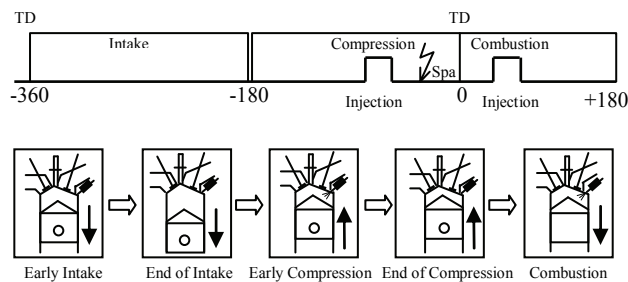 TD TD
Intake Compression Combustion
Spa
Injection Injection
-360 -180 0 +180
Early Intake End of Intake Early Compression End of Compression Combustion